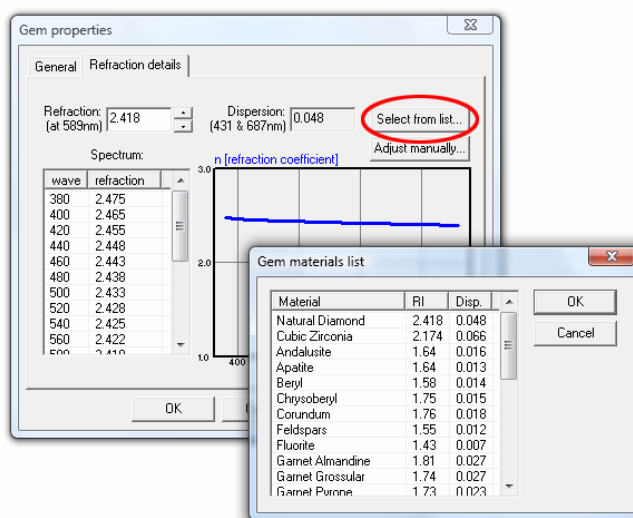 Gem properties
General Refraction details
Refraction: 2.418 Dispersion: 0.048 Select from list...
(at 589nm) (431 & 687nm)
Adjust manually...
Spectrum:
n [refraction coefficient]
wave refraction
380 2.475
400 2.465
420 2.455
440 2.448
460 2.443
480 2.438
500 2.433
520 2.428
540 2.425
560 2.422
3.0
2.0
1.0
400
OK
Gem materials list
Material RI Disp.
Natural Diamond 2.418 0.048
Cubic Zirconia 2.174 0.066
Andalusite 1.64 0.016
Apatite 1.64 0.013
Beryl 1.58 0.014
Chrysoberyl 1.75 0.015
Corundum 1.76 0.018
Feldspars 1.55 0.012
Fluorite 1.43 0.007
Garnet Almandine 1.81 0.027
Garnet Grossular 1.74 0.027
Garnet Pyrope 1.73 0.023
OK
Cancel